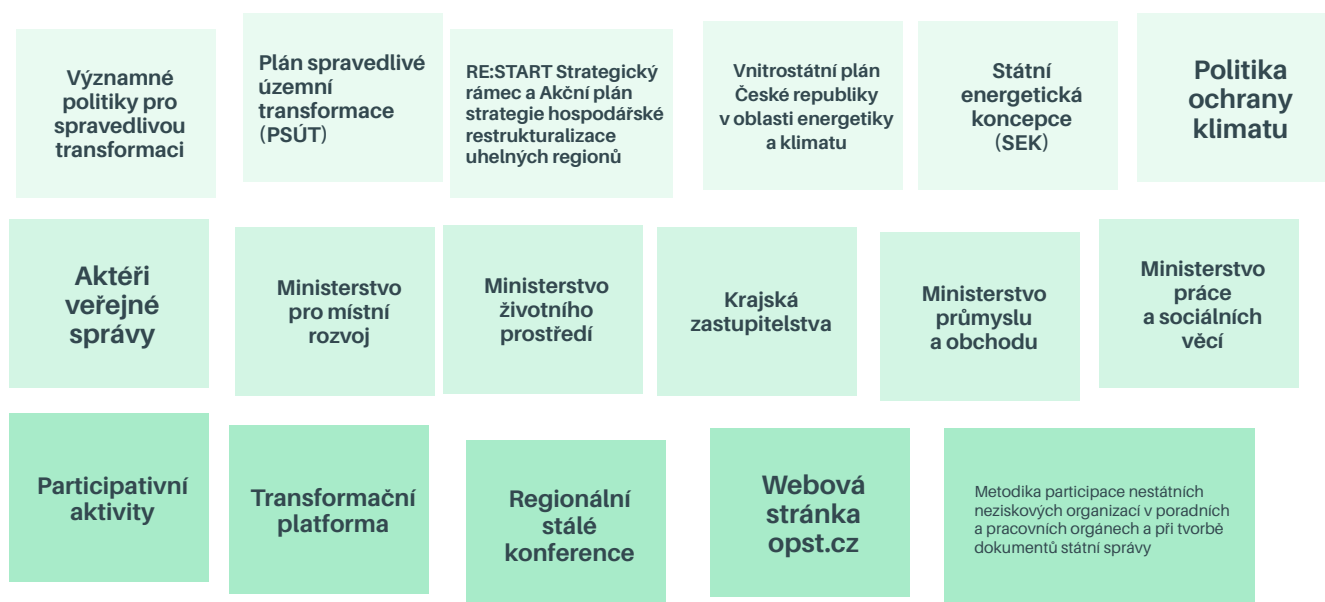 Významné
politiky pro
spravedlivou
transformaci
Plán spravedlivé
územní
transformace
(PSÚT)
RE:START Strategický
rámec a Akční plán
strategie hospodářské
restrukturalizace
uhelných regionů
Vnitrostátní plán
České republiky
v oblasti energetiky
a klimatu
Státní
energetická
koncepce
(SEK)
Politika
ochrany
klimatu
Aktéři
veřejné
správy
Ministerstvo
pro místní
rozvoj
Ministerstvo
životního
prostředí
Krajská
zastupitelstva
Ministerstvo
průmyslu
a obchodu
Ministerstvo
práce
a sociálních
věcí
Participativní
aktivity
Transformační
platforma
Regionální
stálé
konference
Webová
stránka
opst.cz
Metodika participace nestátních
neziskových organizací v poradních
a pracovních orgánech a při tvorbě
dokumentů státní správy